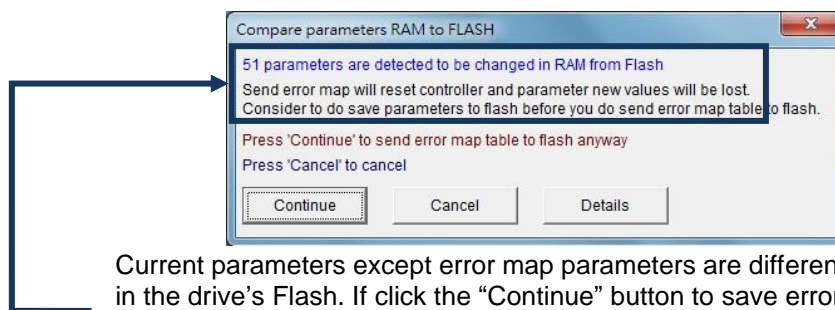 Compare parameters RAM to FLASH
51 parameters are detected to be changed in RAM from Flash
Send error map will reset controller and parameter new values will be lost.
Consider to do save parameters to flash before you do send error map table to flash.
Press 'Continue' to send error map table to flash anyway
Press 'Cancel' to cancel
Continue Cancel Details
Current parameters except error map parameters are differen
in the drive’s Flash. If click the “Continue” button to save error